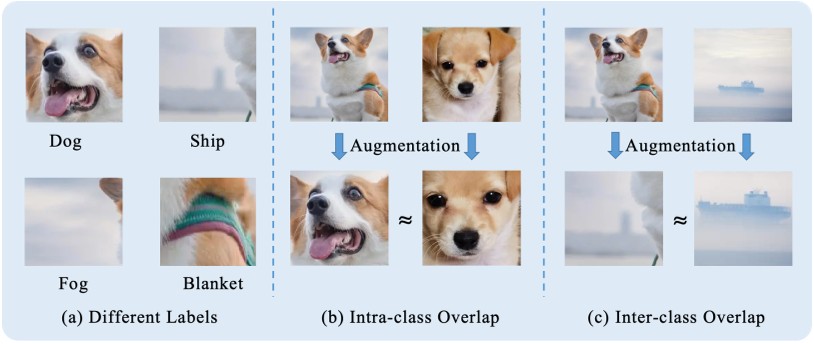 Dog
Ship
Fog
Blanket
(a) Different Labels
Augmentation
≈
(b) Intra-class Overlap
Augmentation
≈
(c) Inter-class Overlap